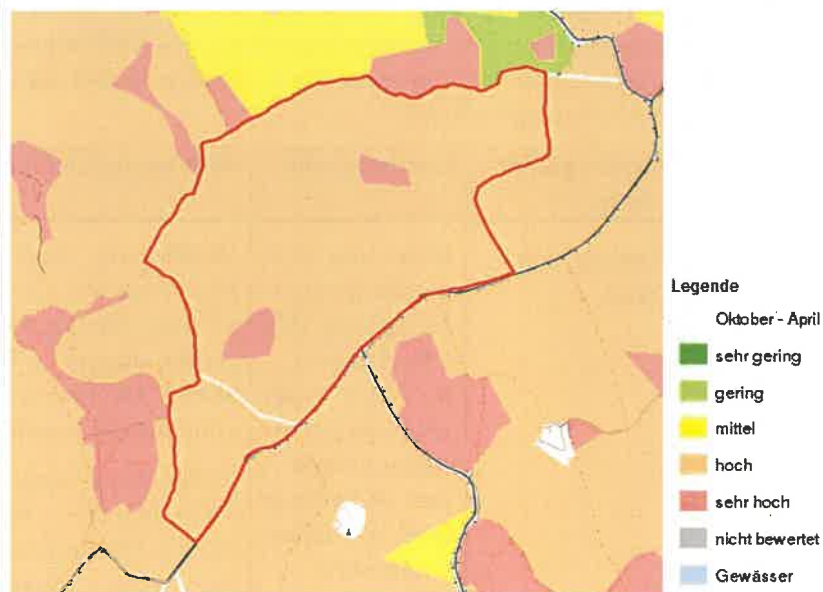 Legende
Oktober - April
sehr gering
gering
mittel
hoch
sehr hoch
nicht bewertet
Gewässer